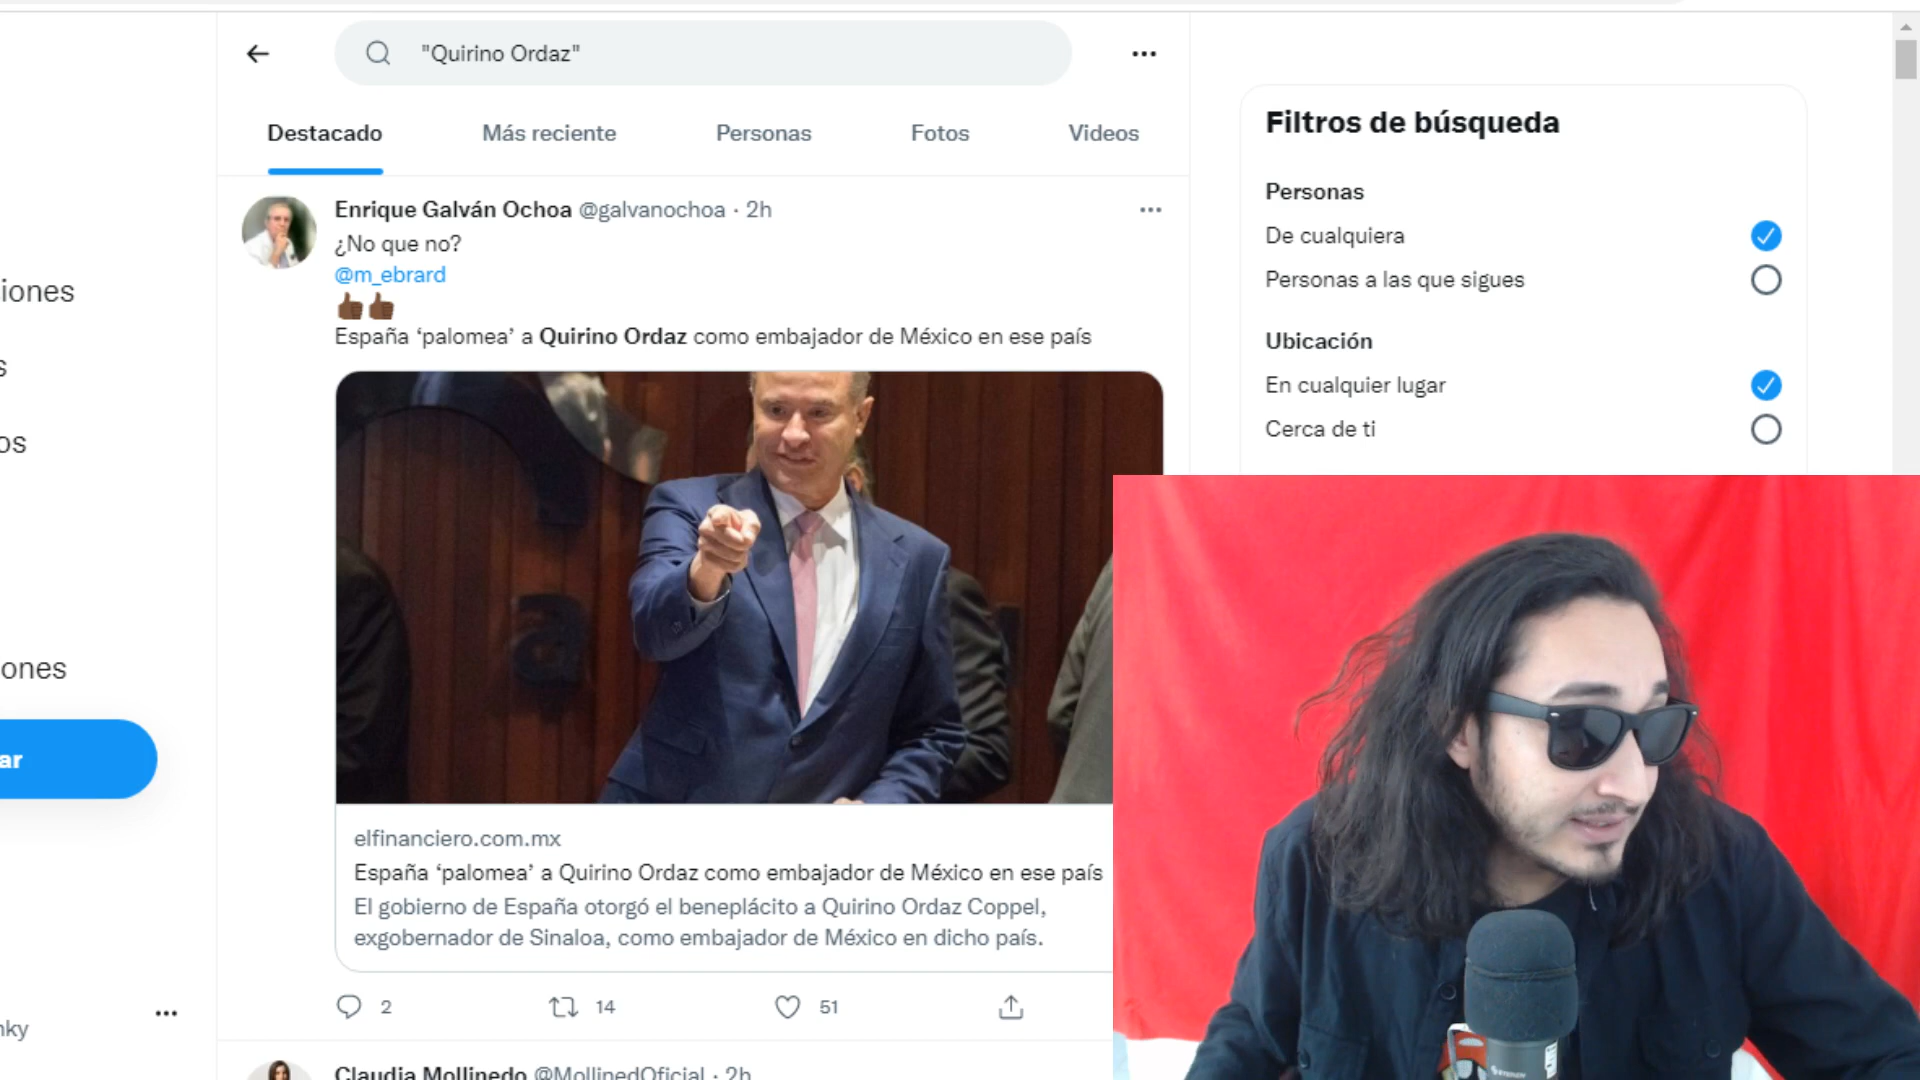 "Quirino Ordaz"
Destacado
Más reciente
Personas
Fotos
Videos
Enrique Galván Ochoa @galvanochoa · 2h
¿No que no?
@m_ebrard
España ‘palomea’ a Quirino Ordaz como embajador de México en ese país
elfinanciero.com.mx
España ‘palomea’ a Quirino Ordaz como embajador de México en ese país
El gobierno de España otorgó el beneplácito a Quirino Ordaz Coppel,
exgobernador de Sinaloa, como embajador de México en dicho país.
2
14
51
Claudia Mollinedo @MollinedOficial · 2h
Filtros de búsqueda
Personas
De cualquiera
Personas a las que sigues
Ubicación
En cualquier lugar
Cerca de ti
iones
s
os
ones
ar
nky